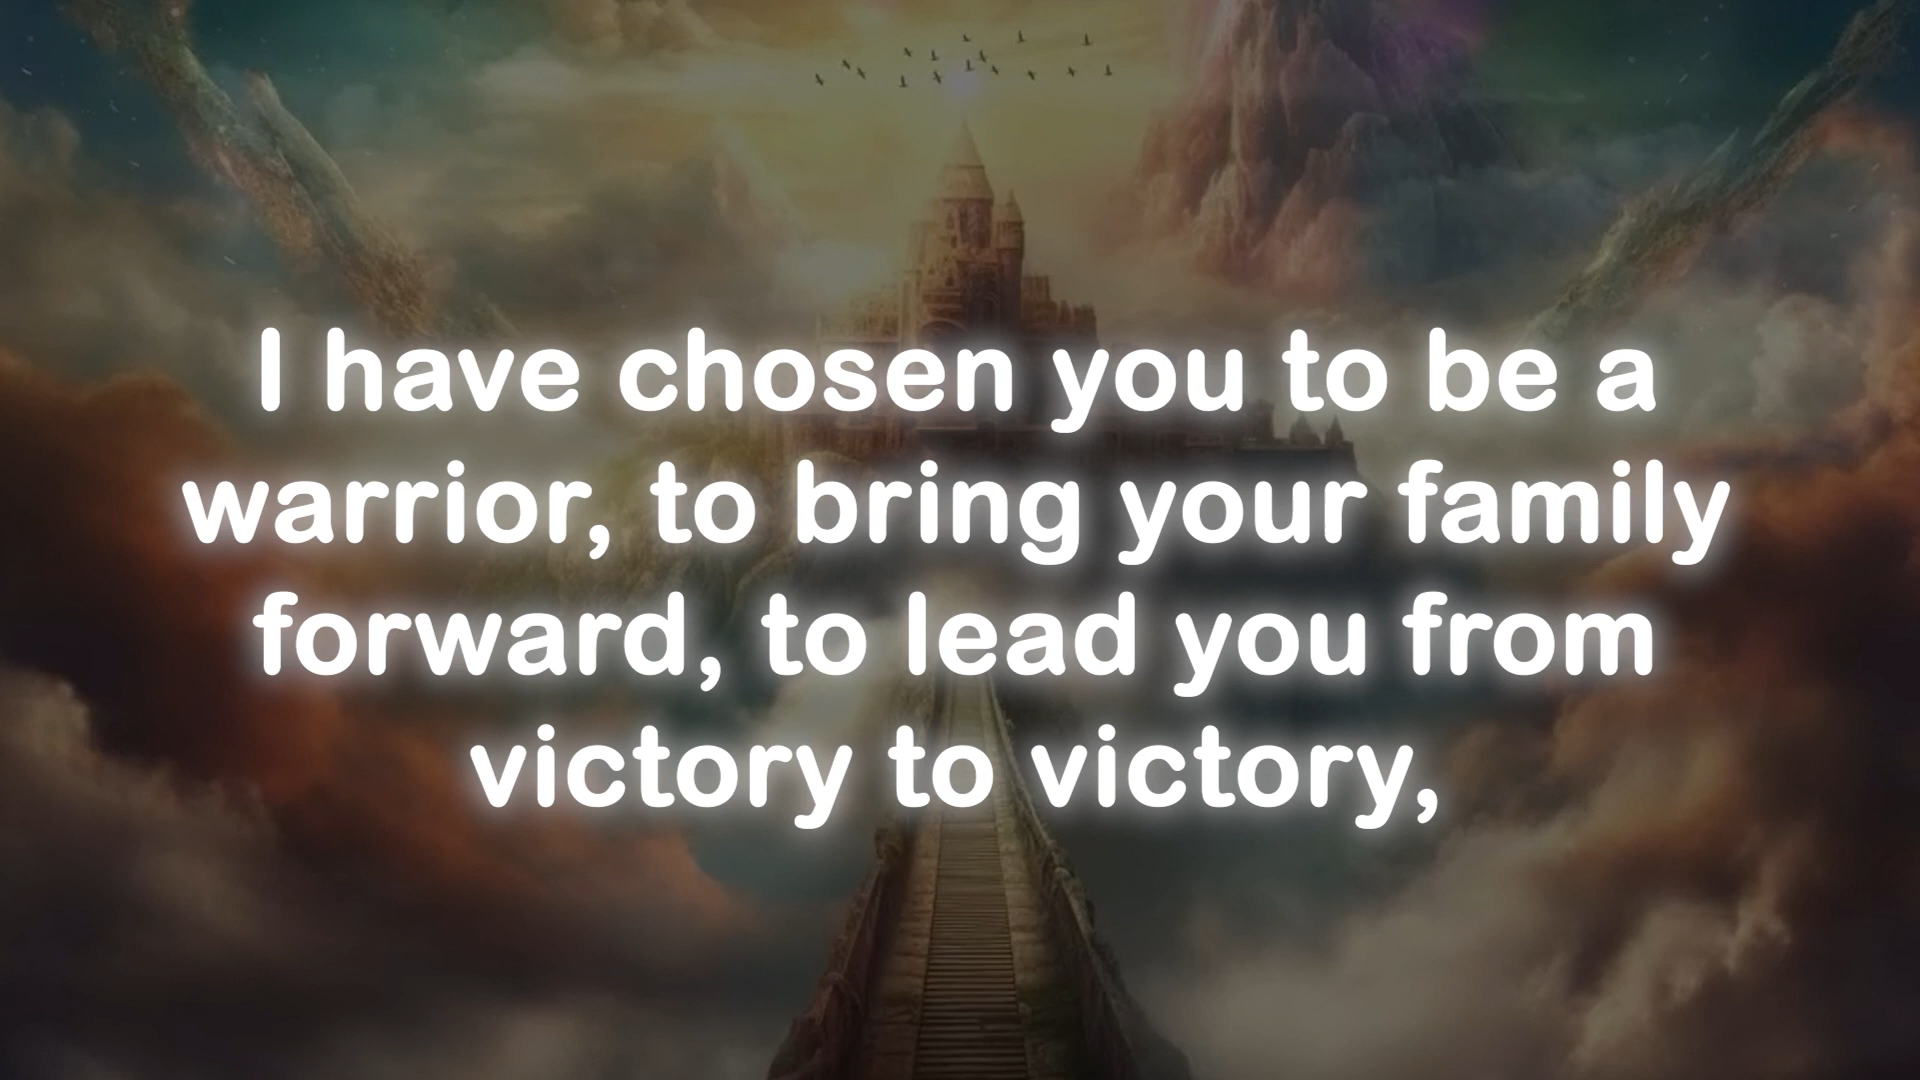 I have chosen you to be a
warrior, to bring your family
forward, to lead you from
victory to victory,